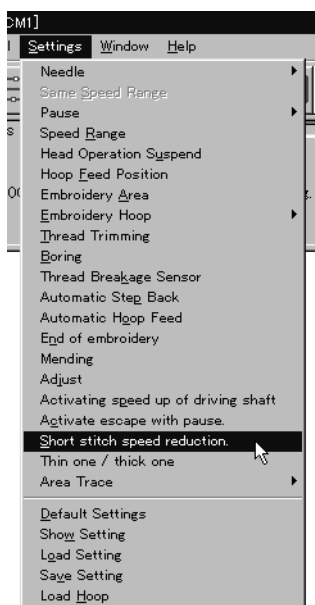 CM1]
Settings Window Help
Needle
Same Speed Range
Pause
Speed Range
Head Operation Suspend
Hoop Feed Position
Embroidery Area
Embroidery Hoop
Thread Trimming
Boring
Thread Breakage Sensor
Automatic Step Back
Automatic Hoop Feed
End of embroidery
Mending
Adjust
Activating speed up of driving shaft
Activate escape with pause.
Short stitch speed reduction.
Thin one / thick one
Area Trace
Default Settings
Show Setting
Load Setting
Save Setting
Load Hoop